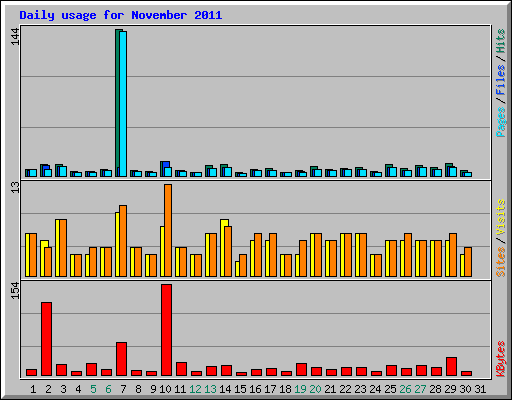 Daily usage for November 2011
144
Pages / Files / Hits
13
Sites / Visits
154
KBytes
1 2 3 4 5 6 7 8 9 10 11 12 13 14 15 16 17 18 19 20 21 22 23 24 25 26 27 28 29 30 31